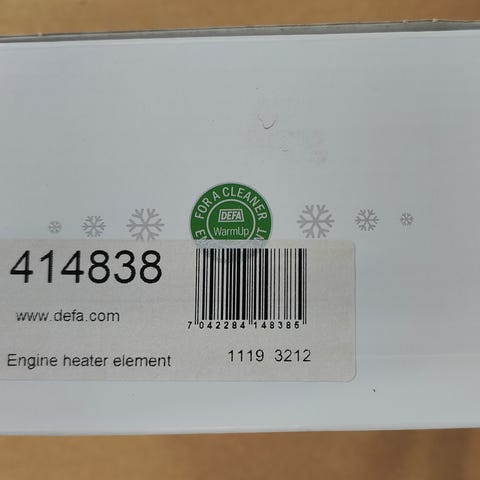 FOR A CLEANER
DEFA
WarmUp
414838
www.defa.com
7 042284 148385
Engine heater element
1119 3212